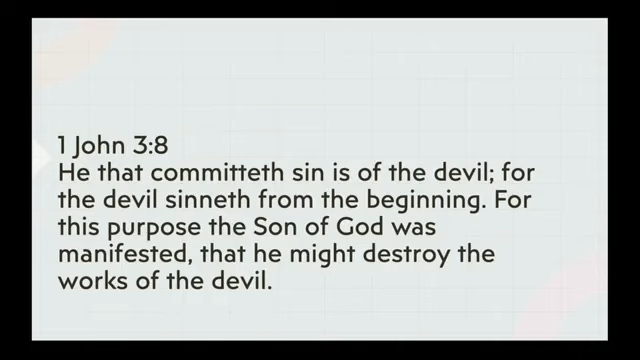 1 John 3:8
He that committeth sin is of the devil; for
the devil sinneth from the beginning. For
this purpose the Son of God was
manifested, that he might destroy the
works of the devil.